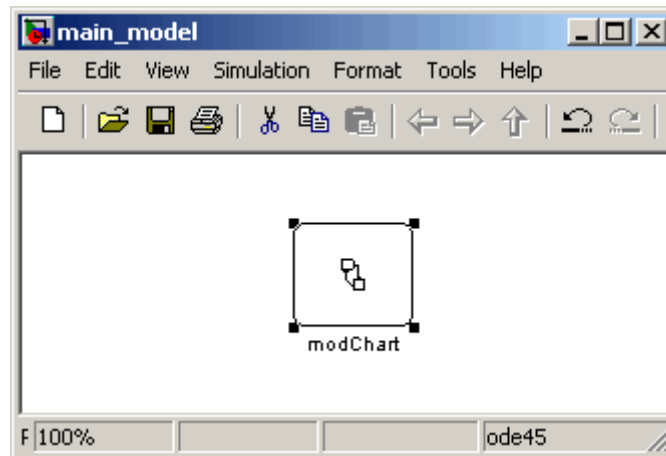 main_model
File Edit View Simulation Format Tools Help
modChart
F 100% ode45